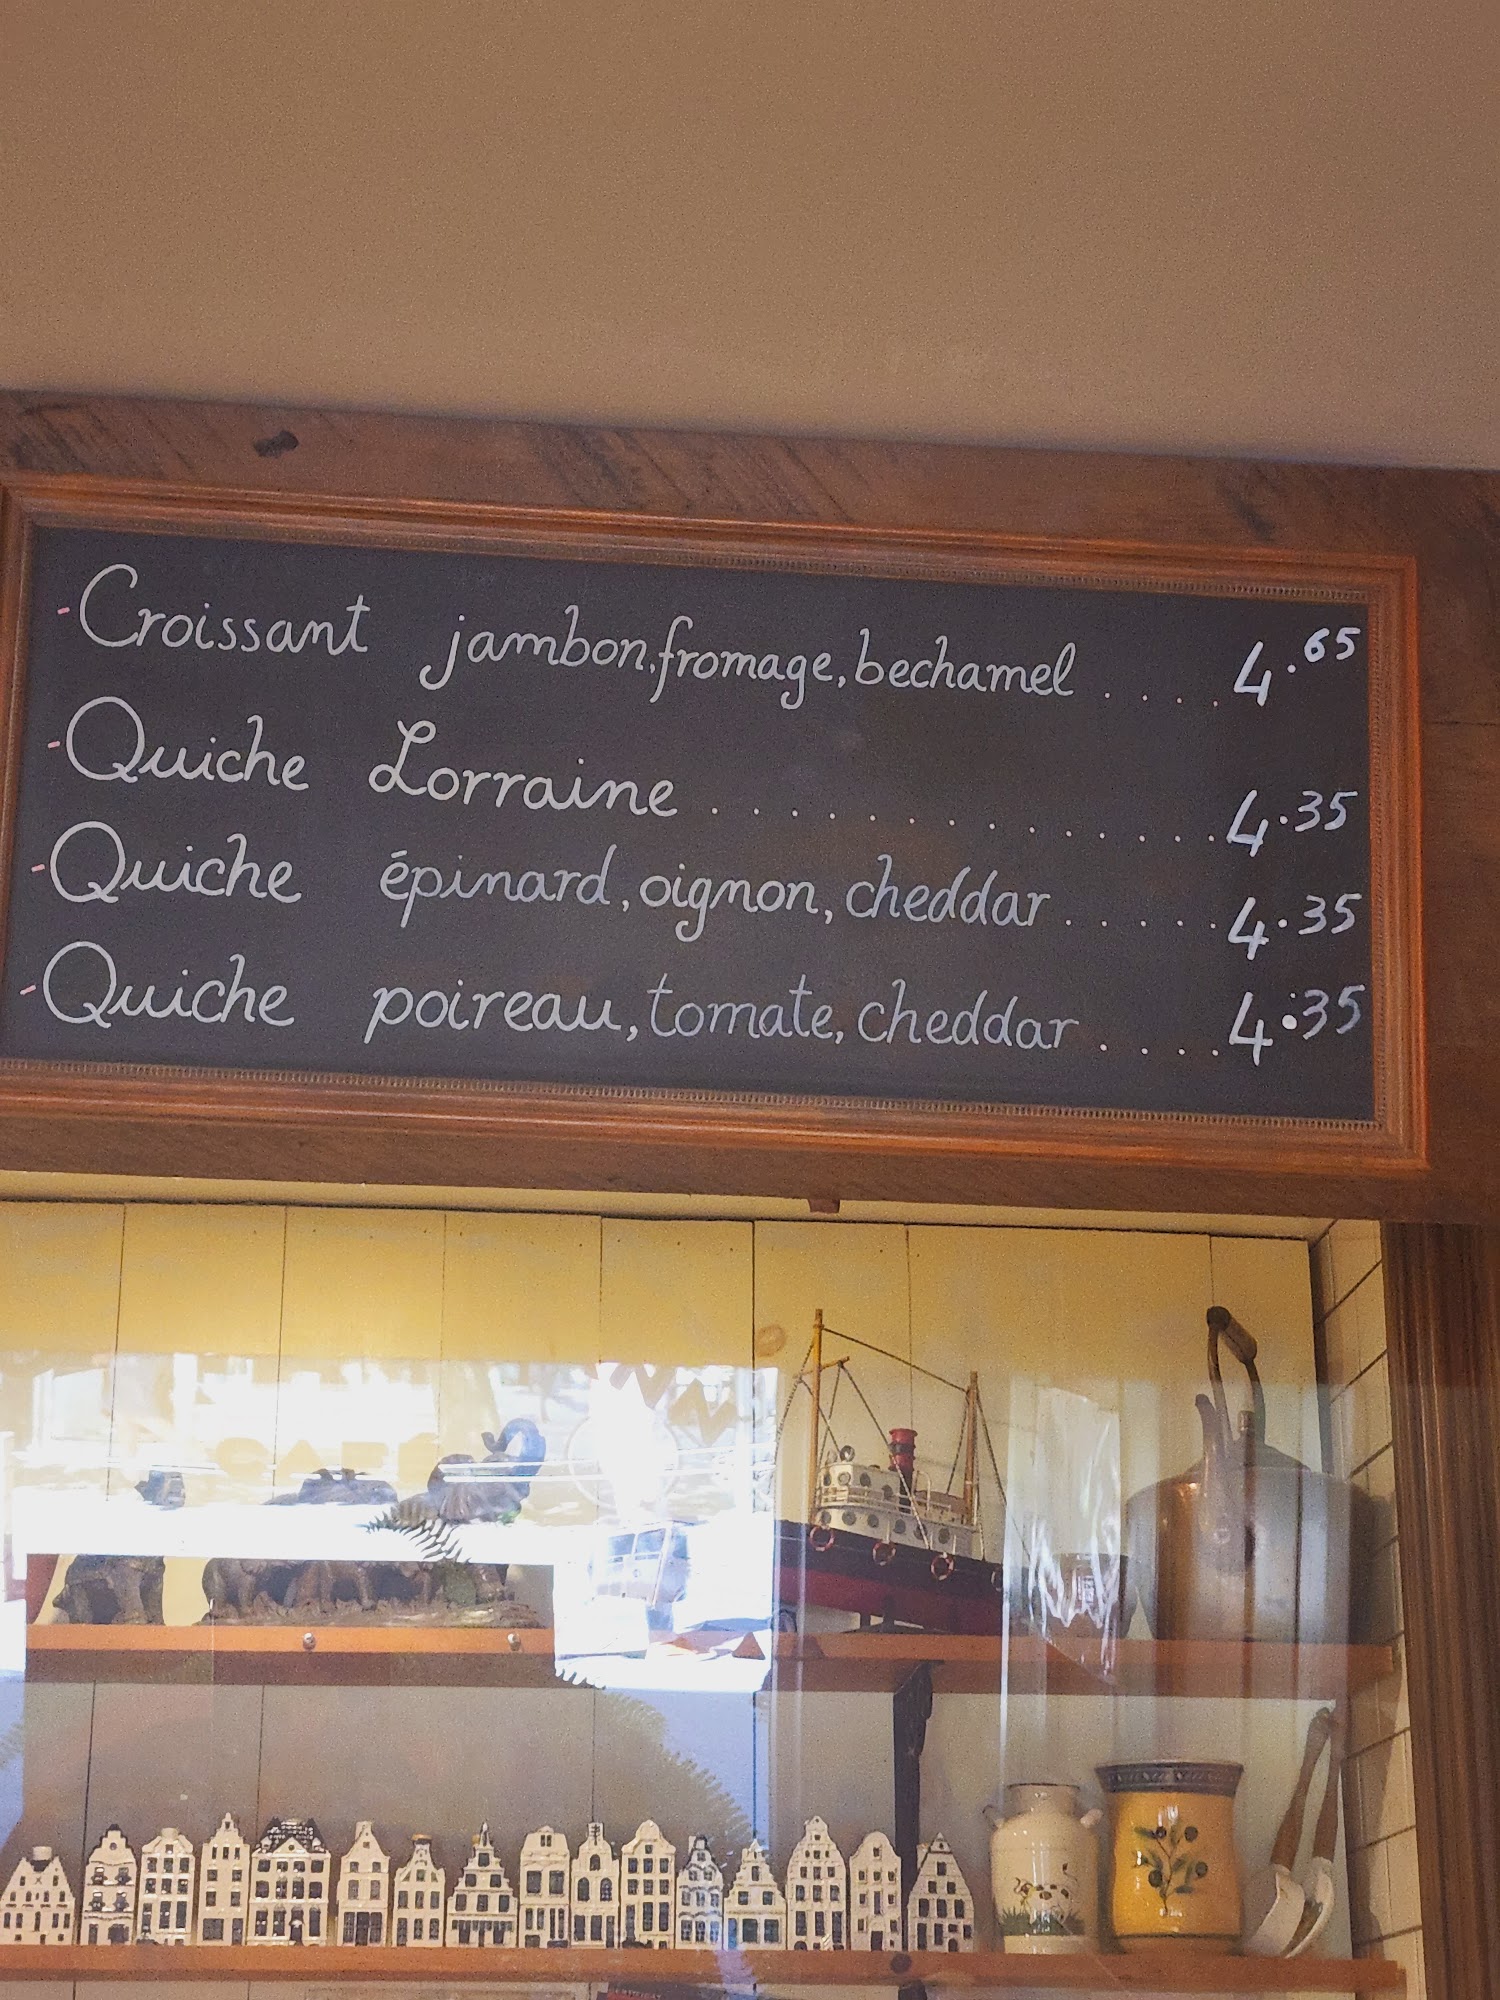 -Croissant jambon,fromage,bechamel....4.65
-Quiche Lorraine..............4.35
-Quiche épinard,oignon,cheddar.....4.35
-Quiche poireau,tomate,cheddar....4.35
CAFÉ